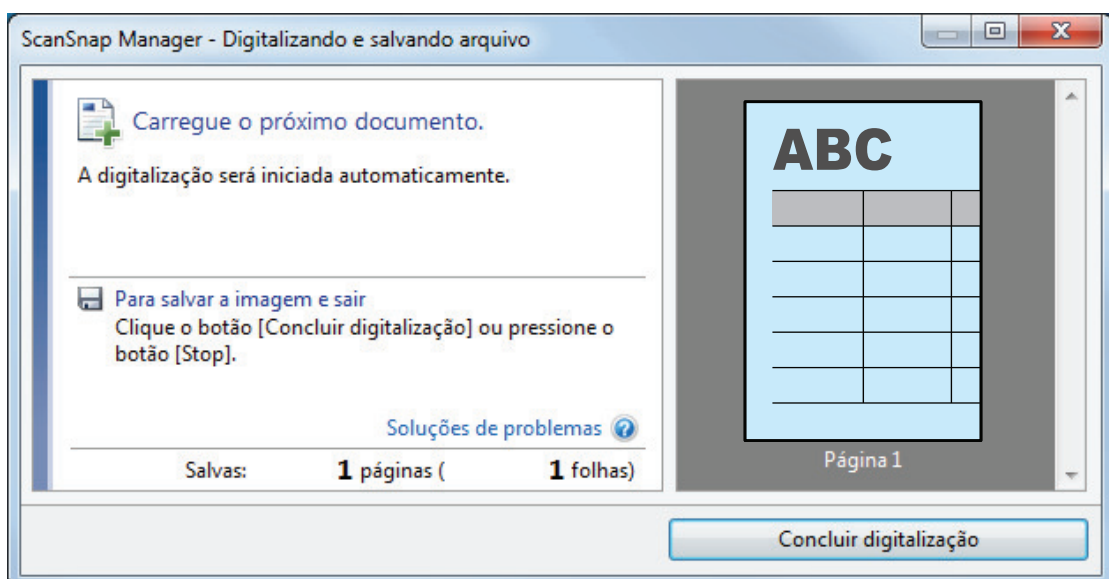 ScanSnap Manager - Digitalizando e salvando arquivo
Carregue o próximo documento.
A digitalização será iniciada automaticamente.
Para salvar a imagem e sair
Clique o botão [Concluir digitalização] ou pressione o
botão [Stop].
Soluções de problemas
Salvas: 1 páginas ( 1 folhas)
ABC
Página 1
Concluir digitalização